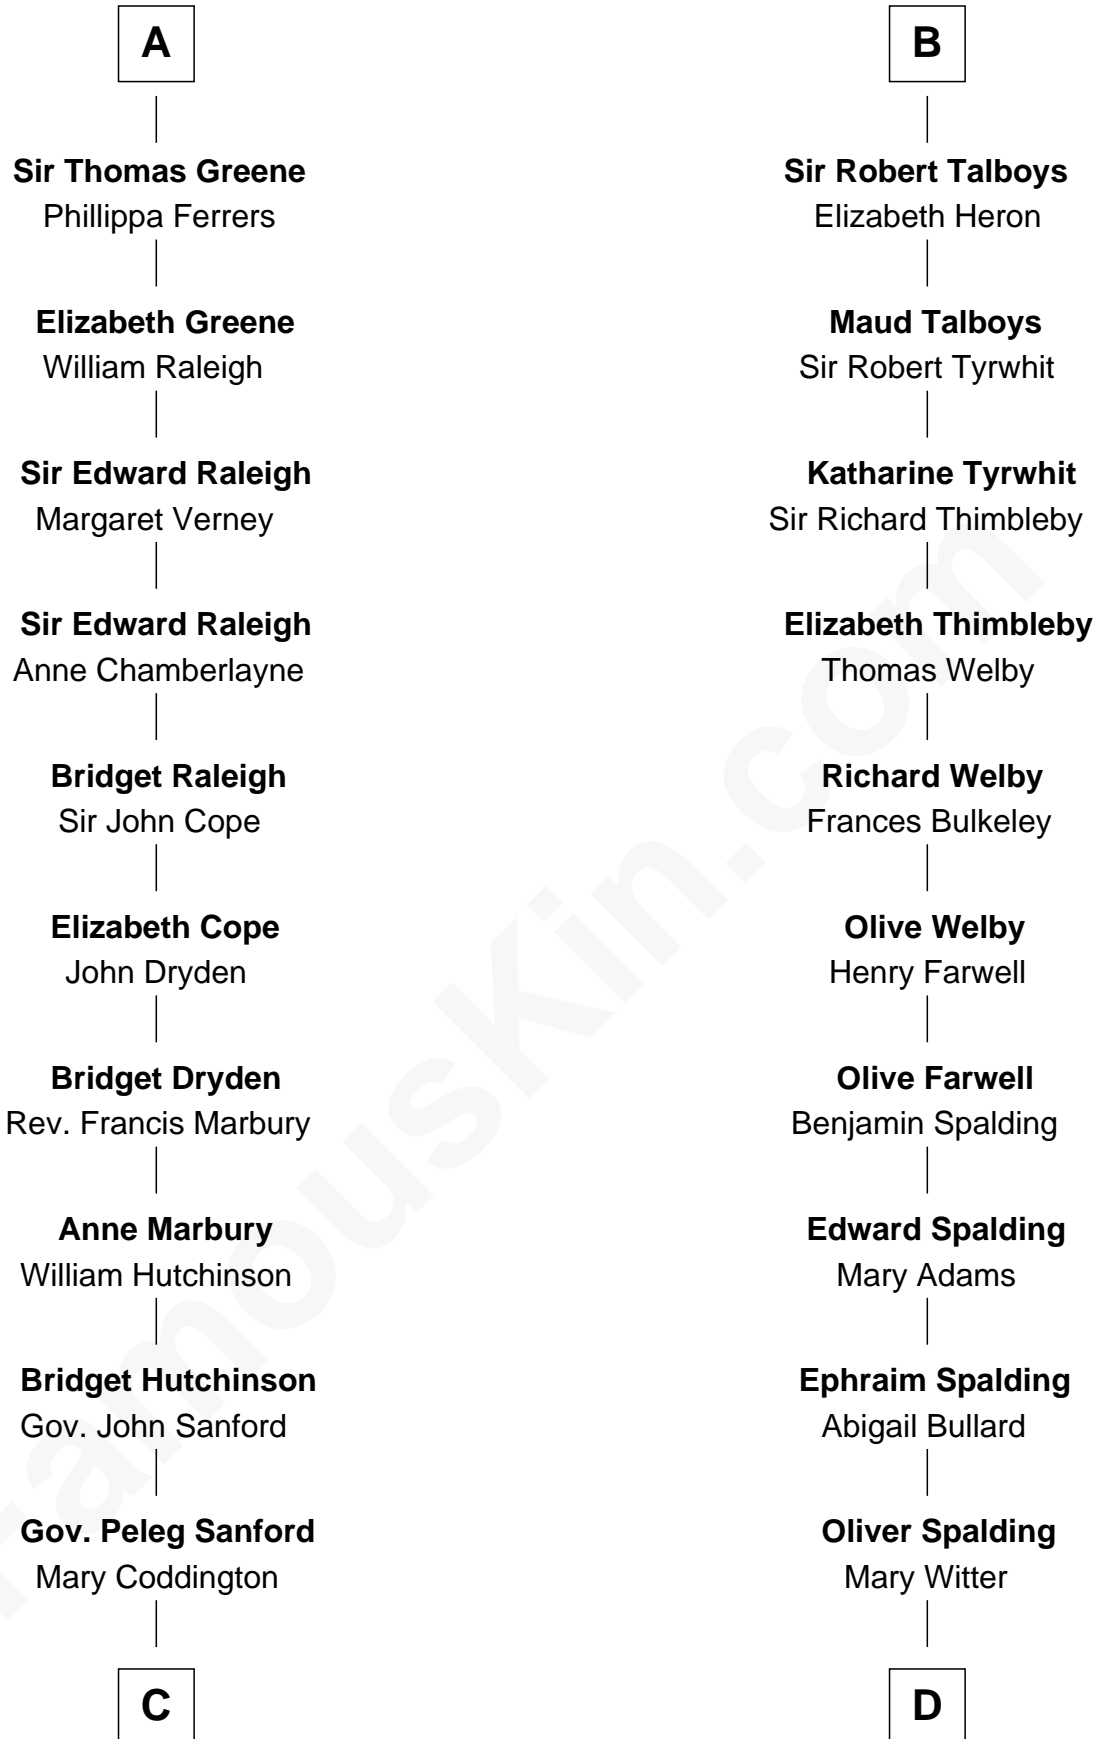 A
Sir Thomas Greene
Phillippa Ferrers
Elizabeth Greene
William Raleigh
Sir Edward Raleigh
Margaret Verney
Sir Edward Raleigh
Anne Chamberlayne
Bridget Raleigh
Sir John Cope
Elizabeth Cope
John Dryden
Bridget Dryden
Rev. Francis Marbury
Anne Marbury
William Hutchinson
Bridget Hutchinson
Gov. John Sanford
Gov. Peleg Sanford
Mary Coddington
C
B
Sir Robert Talboys
Elizabeth Heron
Maud Talboys
Sir Robert Tyrwhit
Katharine Tyrwhit
Sir Richard Thimbleby
Elizabeth Thimbleby
Thomas Welby
Richard Welby
Frances Bulkeley
Olive Welby
Henry Farwell
Olive Farwell
Benjamin Spalding
Edward Spalding
Mary Adams
Ephraim Spalding
Abigail Bullard
Oliver Spalding
Mary Witter
D
FamousKin.com